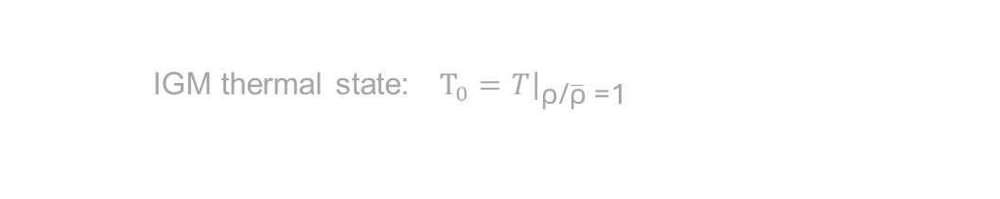 IGM thermal state: T₀ = T|ρ/ρ̅ =1